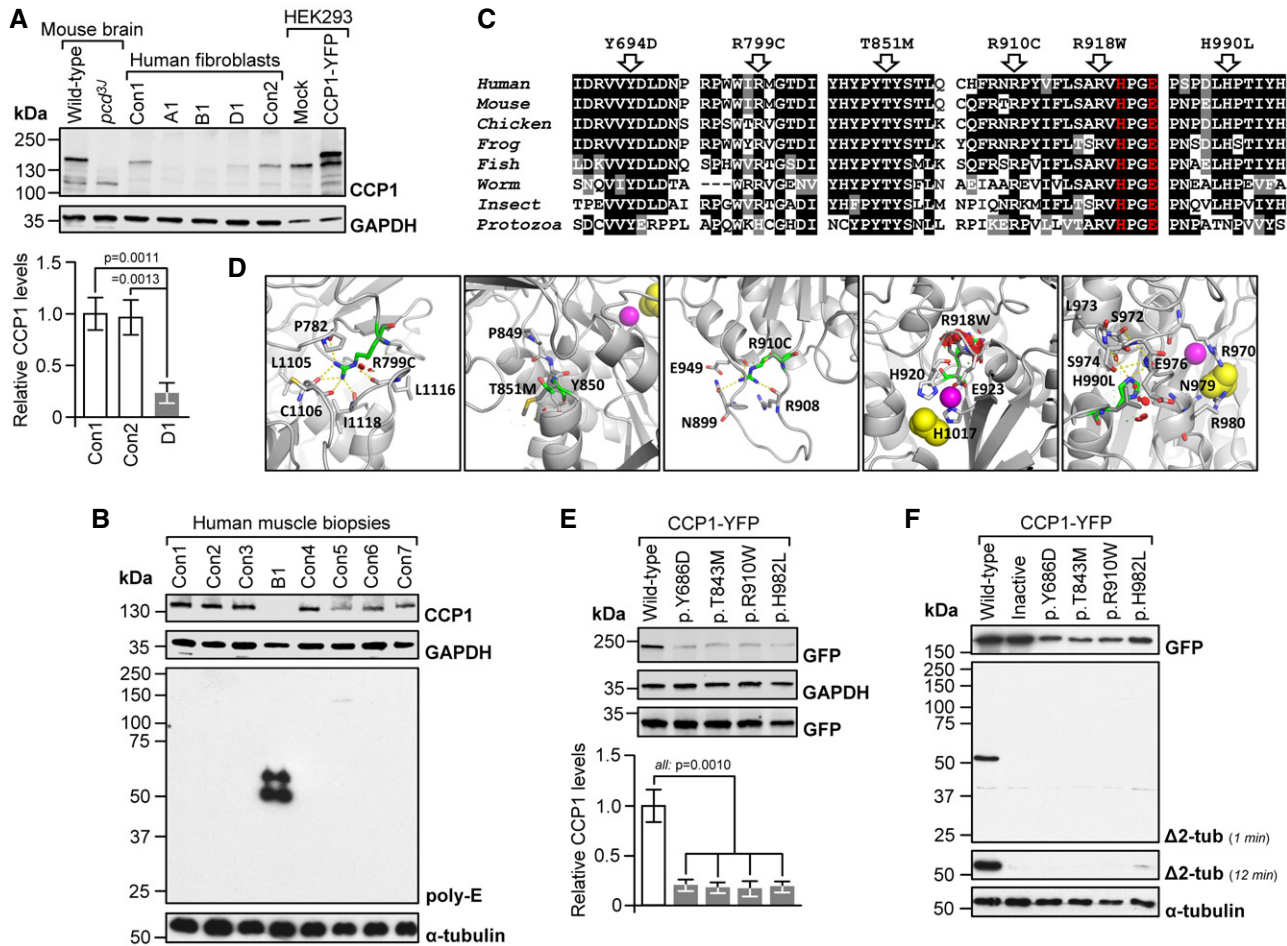 A
Mouse brain
Human fibroblasts
HEK293
Wild-type
pcd3J
Con1
A1
B1
D1
Con2
Mock
CCP1-YFP
kDa
250
130
100
CCP1
35
GAPDH
Relative CCP1 levels
1.5
1.0
0.5
0
p=0.0011
=0.0013
Con1
Con2
D1
B
Human muscle biopsies
Con1
Con2
Con3
B1
Con4
Con5
Con6
Con7
kDa
130
CCP1
35
GAPDH
250
150
100
75
50
37
25
poly-E
50
α-tubulin
C
Y694D R799C T851M R910C R918W H990L
Human IDRVVYDLDNP RPWWIRMGTDI YHYPYTYSTLQ CHFRNRPYVFLSARVHPGE PSPDLHPTIYH
Mouse IDRVVYDLDNP RPWWIRMGTDI YHYPYTYSTLQ CQFRTRPYIFLSARVHPGE PNPDLHPTIYH
Chicken IDRVVYDLDNS RPSWTRVGTDI YHYPYTYSTLK CQFRNRPYIFLSARVHPGE PNPDLHPTIYH
Frog IDRVVYDLDNP RPSWYRVGTDI YHYPYTYSTLK CQFRNRPYIFLTSRVHPGE PNSDLHSTIYH
Fish LDKVVYDLDNQ SPHWVRTGSDI YHYPYTYSMLK SQFRSRPVIFLSARVHPGE PNAELHPTIYH
Worm SNQVIYDLDTA ---WRRVGENV YHYPYTYSFLN AEIAAREVIVLSARVHPGE PNEALHPEVFA
Insect TPEVVYDLDTA RPGWVRTGADI YHFPYTYSLLM NPIQNRKMIFLTSRVHPGE PNQVLHPVIYH
Protozoa SDCVVYERPPL APQWKHCGHDI NCYPYTYSNLL RPIKERPVLLVTARVHPGE PNPATNPVVYS
D
P782
L1105
R799C
C1106
L1116
I1118
P849
T851M
Y850
R910C
E949
N899
R908
R918W
H920
E923
H1017
L973
S972
S974
E976
R970
H990L
N979
R980
E
CCP1-YFP
Wild-type
p.Y686D
p.T843M
p.R910W
p.H982L
kDa
250
GFP
35
GAPDH
35
GFP
Relative CCP1 levels
1.5
1.0
0.5
0
all: p=0.0010
F
CCP1-YFP
Wild-type
Inactive
p.Y686D
p.T843M
p.R910W
p.H982L
kDa
150
GFP
250
150
100
75
50
37
25
Δ2-tub (1 min)
50
Δ2-tub (12 min)
50
α-tubulin